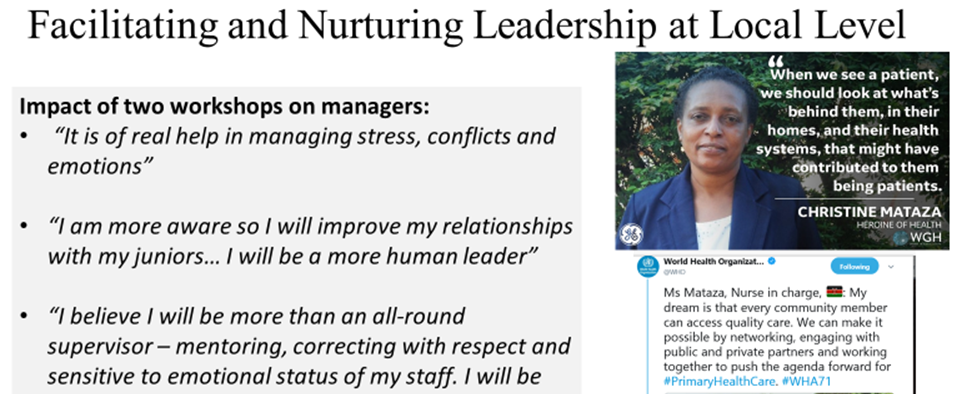 Facilitating and Nurturing Leadership at Local Level
Impact of two workshops on managers:
• “It is of real help in managing stress, conflicts and
emotions”
• “I am more aware so I will improve my relationships
with my juniors… I will be a more human leader”
• “I believe I will be more than an all-round
supervisor – mentoring, correcting with respect and
sensitive to emotional status of my staff. I will be
“When we see a patient,
we should look at what's
behind them, in their
homes, and their health
systems, that might have
contributed to them
being patients.
CHRISTINE MATAZA
HEROINE OF HEALTH
WGH
World Health Organizat...
@WHO
Following
Ms Mataza, Nurse in charge, 🇰🇪: My
dream is that every community member
can access quality care. We can make it
possible by networking, engaging with
public and private partners and working
together to push the agenda forward for
#PrimaryHealthCare. #WHA71